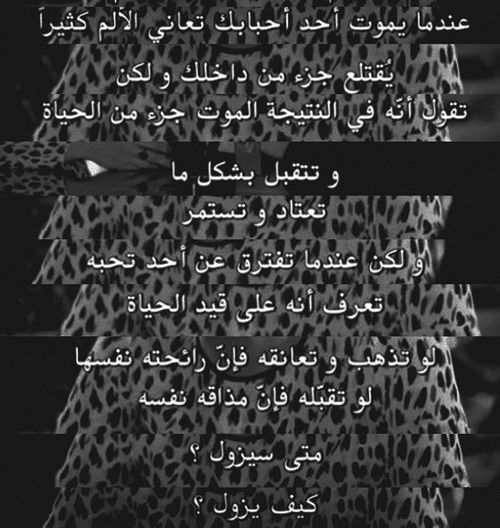 عندما يموت أحد أحبابك تعاني الألم كثيراً
يُقتلع جزء من داخلك و لكن
تقول أنّه في النتيجة الموت جزء من الحياة
و تتقبل بشكل ما
تعتاد و تستمر
و لكن عندما تفترق عن أحد تحبه
تعرف أنه على قيد الحياة
لو تذهب و تعانقه فإنّ رائحته نفسها
لو تقبّله فإنّ مذاقه نفسه
متى سيزول ؟
كيف يزول ؟